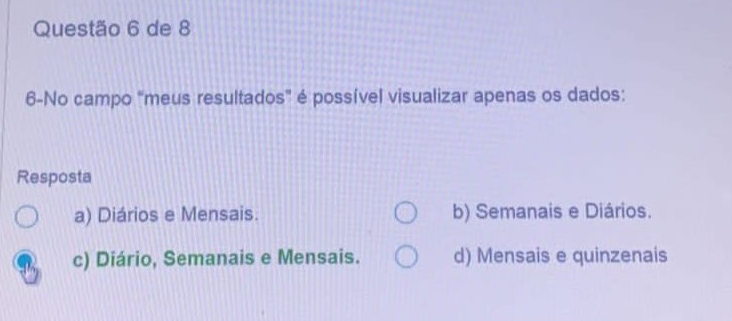 Questão 6 de 8
6-No campo "meus resultados" é possível visualizar apenas os dados:
Resposta
a) Diários e Mensais.
b) Semanais e Diários.
c) Diário, Semanais e Mensais.
d) Mensais e quinzenais